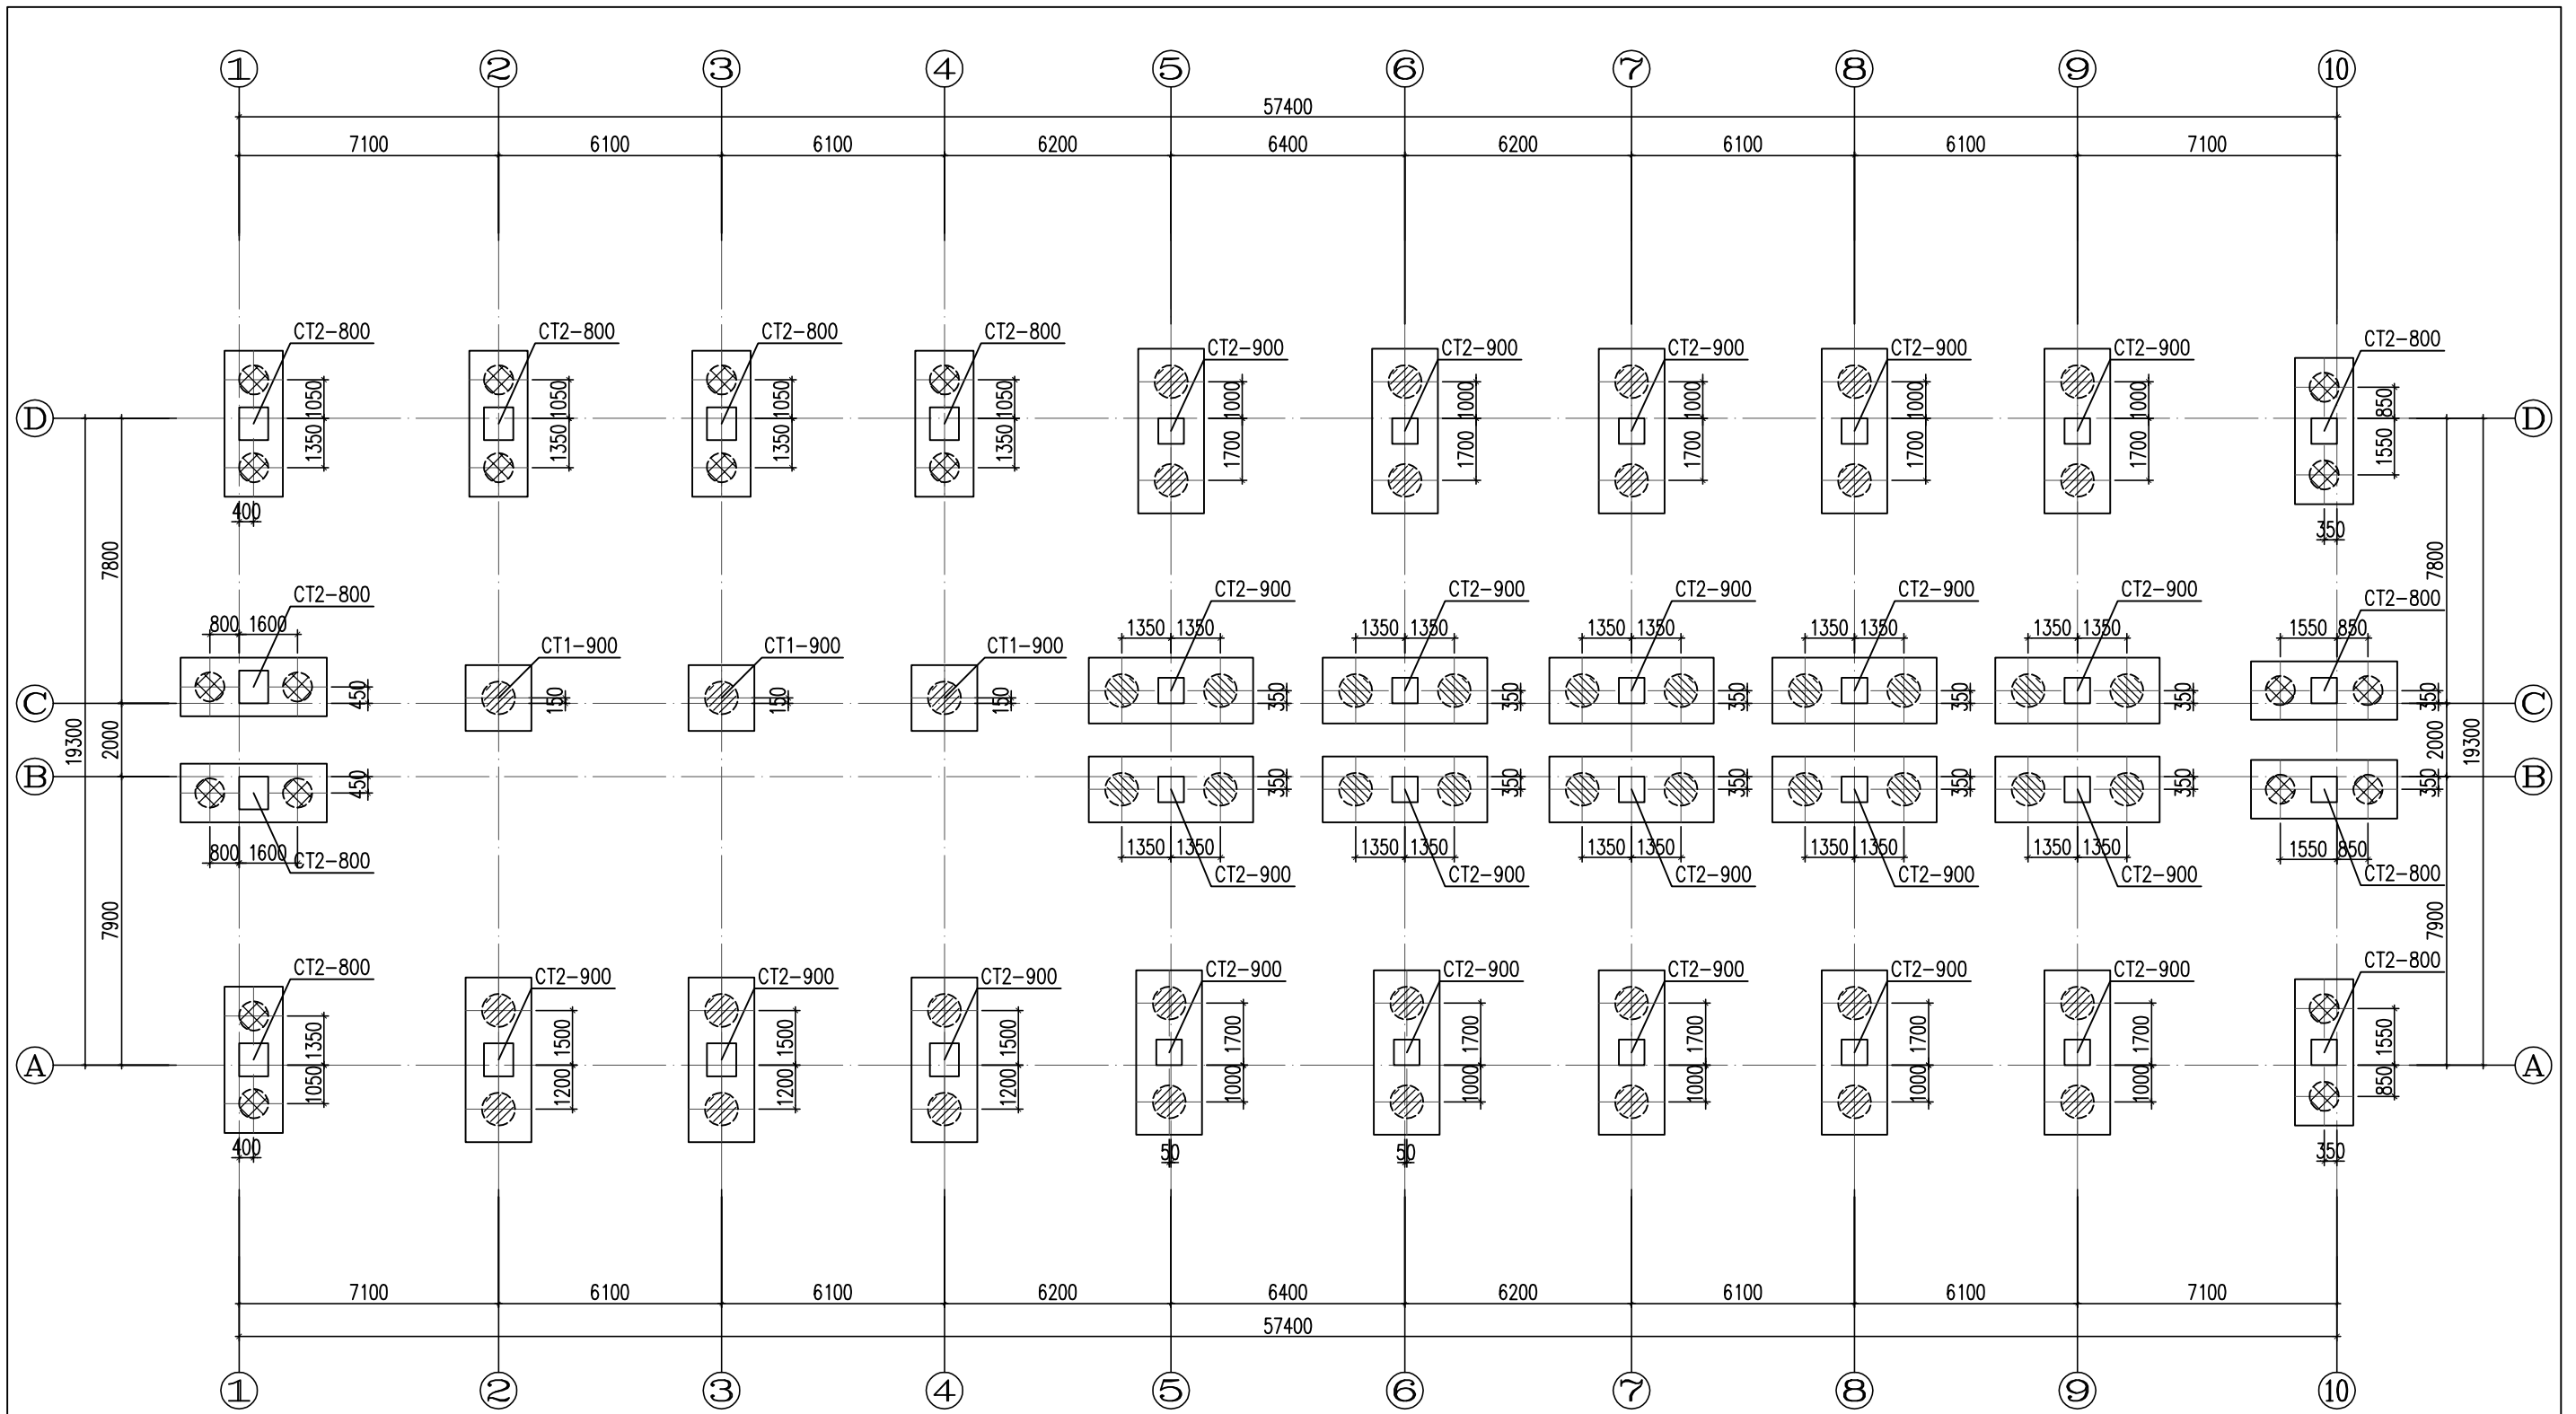 1 2 3 4 5 6 7 8 9 10
57400
7100 6100 6100 6200 6400 6200 6100 6100 7100
CT2-800 CT2-800 CT2-800 CT2-800 CT2-900 CT2-900 CT2-900 CT2-900 CT2-900 CT2-800
1050 1050 1050 1050 1000 1000 1000 1000 1000 850
D D
1350 1350 1350 1350 1700 1700 1700 1700 1700 1550
400 350
7800 7800
CT2-800 CT2-900 CT2-900 CT2-900 CT2-900 CT2-900 CT2-800
800 1600 1350 1350 1350 1350 1350 1350 1350 1350 1350 1350 1550 850
CT1-900 CT1-900 CT1-900
450 150 150 150 350 350 350 350 350 350
C C
19300 2000 2000 19300
B B
450 350 350 350 350 350 350
800 1600 1350 1350 1350 1350 1350 1350 1350 1350 1350 1350 1550 850
CT2-800 CT2-900 CT2-900 CT2-900 CT2-900 CT2-900 CT2-800
7900 7900
CT2-800 CT2-900 CT2-900 CT2-900 CT2-900 CT2-900 CT2-900 CT2-900 CT2-900 CT2-800
1350 1500 1500 1500 1700 1700 1700 1700 1700 1550
A A
1050 1200 1200 1200 1000 1000 1000 1000 1000 850
400 50 50 350
7100 6100 6100 6200 6400 6200 6100 6100 7100
57400
1 2 3 4 5 6 7 8 9 10